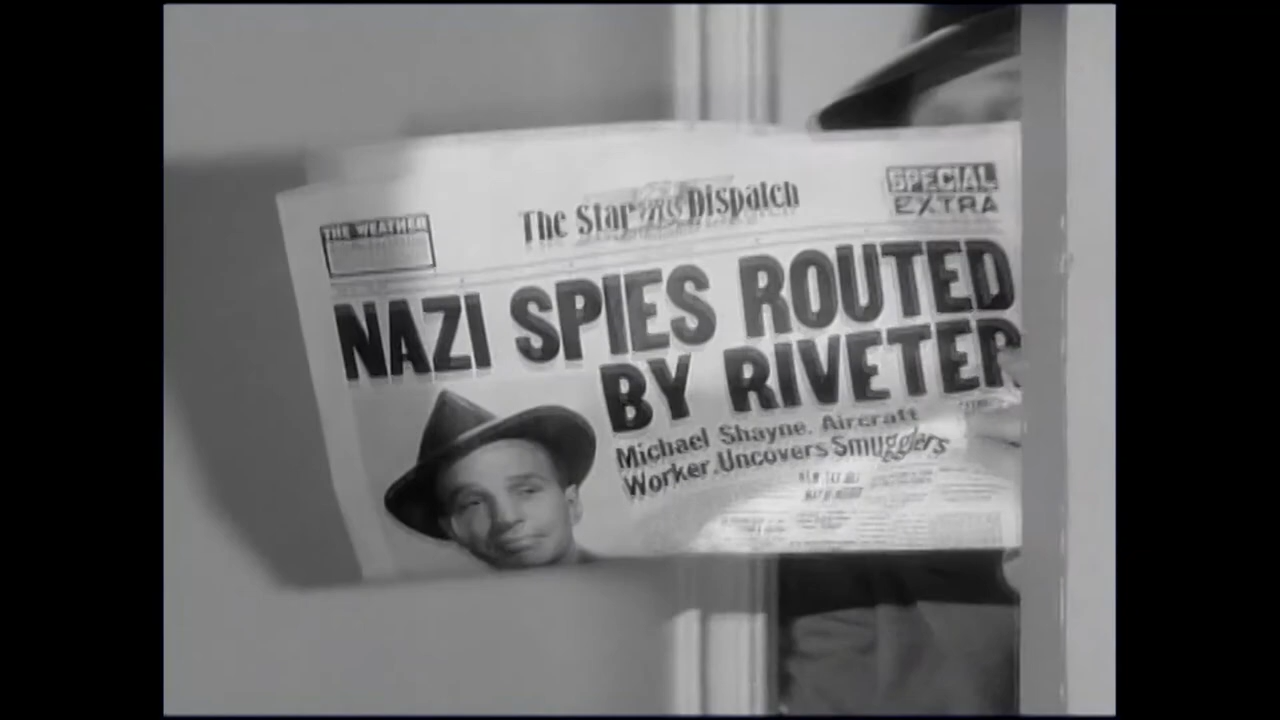 THE WEATHER
The Star Dispatch
SPECIAL
EXTRA
NAZI SPIES ROUTED
BY RIVETER
Michael Shayne, Aircraft
Worker, Uncovers Smugglers